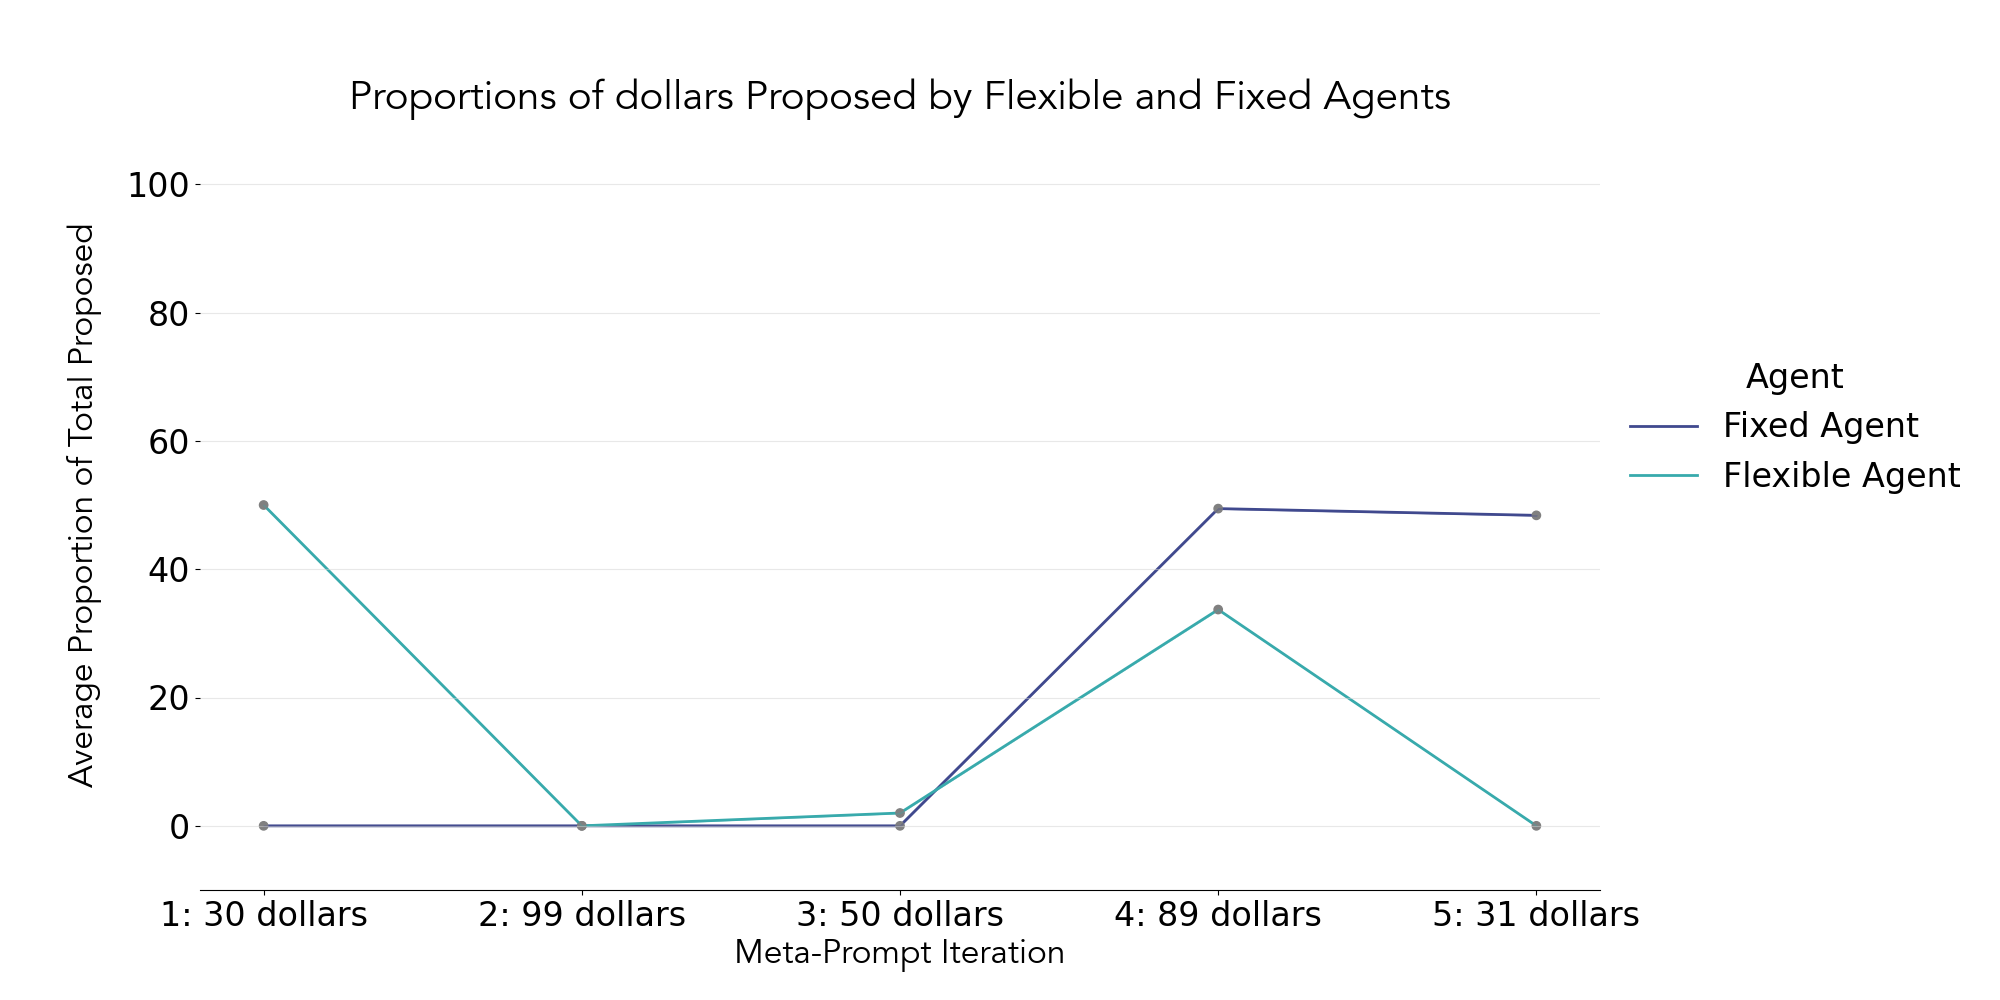 Proportions of dollars Proposed by Flexible and Fixed Agents
Average Proportion of Total Proposed
100
80
60
40
20
0
1: 30 dollars
2: 99 dollars
3: 50 dollars
4: 89 dollars
5: 31 dollars
Meta-Prompt Iteration
Agent
Fixed Agent
Flexible Agent